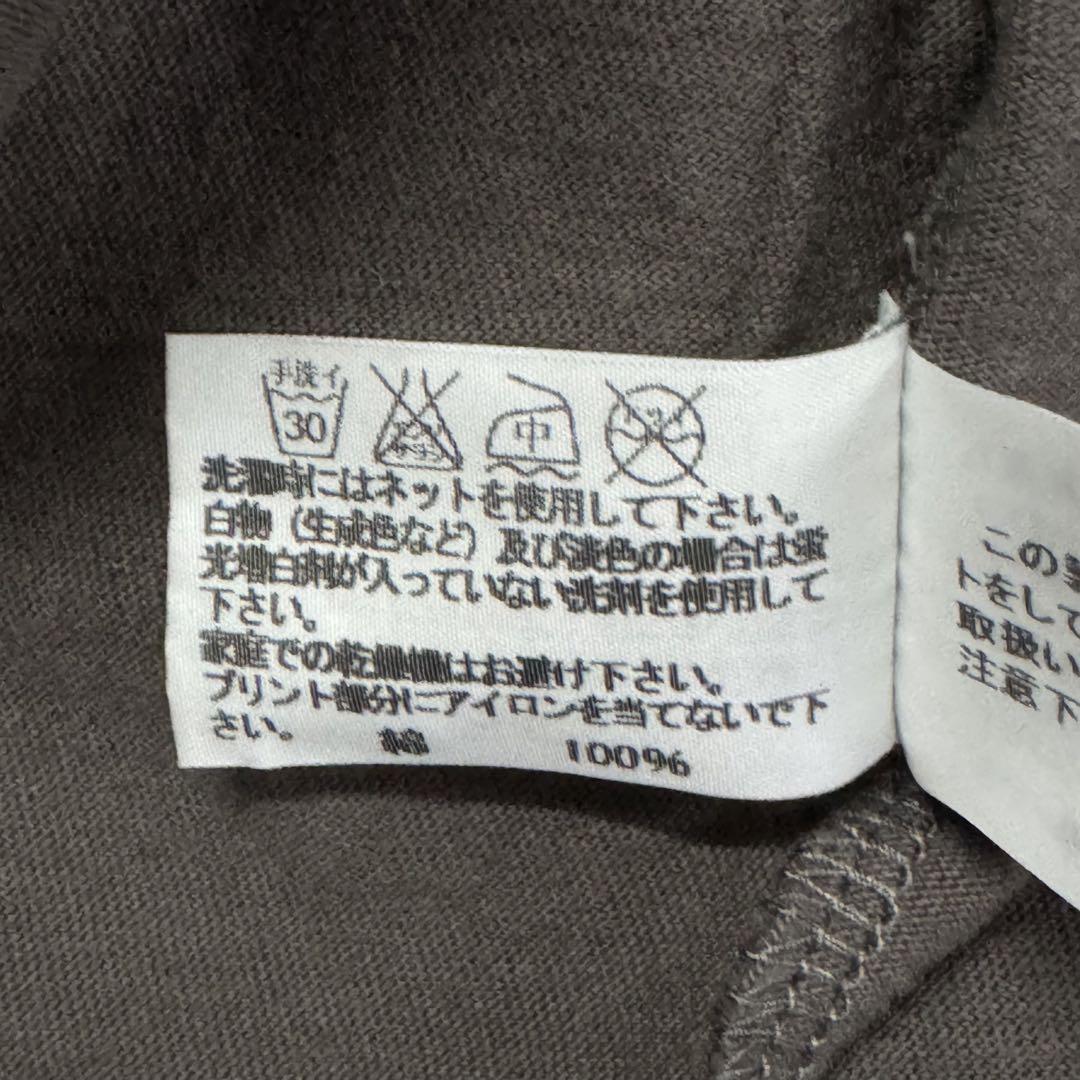 手洗イ
30
中
洗濯時にはネットを使用して下さい。
白物（生成色など）及び淡色の場合は蛍
光増白剤が入っていない洗剤を使用して
下さい。
家庭での乾燥機はお避け下さい。
プリント部分にアイロンを当てないで下
さい。
綿 10096
この
トをして
取扱い
注意下